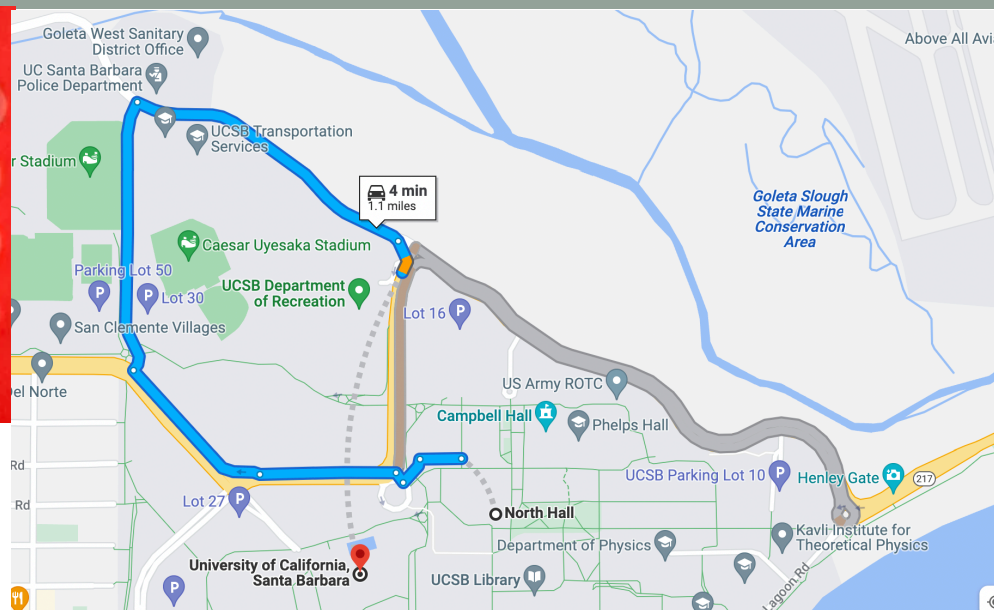 Goleta West Sanitary
District Office
Above All Avi
UC Santa Barbara
Police Department
UCSB Transportation
Services
r Stadium
4 min
1.1 miles
Goleta Slough
State Marine
Conservation
Area
Caesar Uyesaka Stadium
Parking Lot 50
P
P
Lot 30
UCSB Department
of Recreation
Lot 16
P
San Clemente Villages
US Army ROTC
el Norte
Campbell Hall
Phelps Hall
Rd
UCSB Parking Lot 10
P
Henley Gate
217
Lot 27
P
Rd
North Hall
Kavli Institute for
Theoretical Physics
Department of Physics
University of California,
Santa Barbara
UCSB Library
Lagoon Rd
P